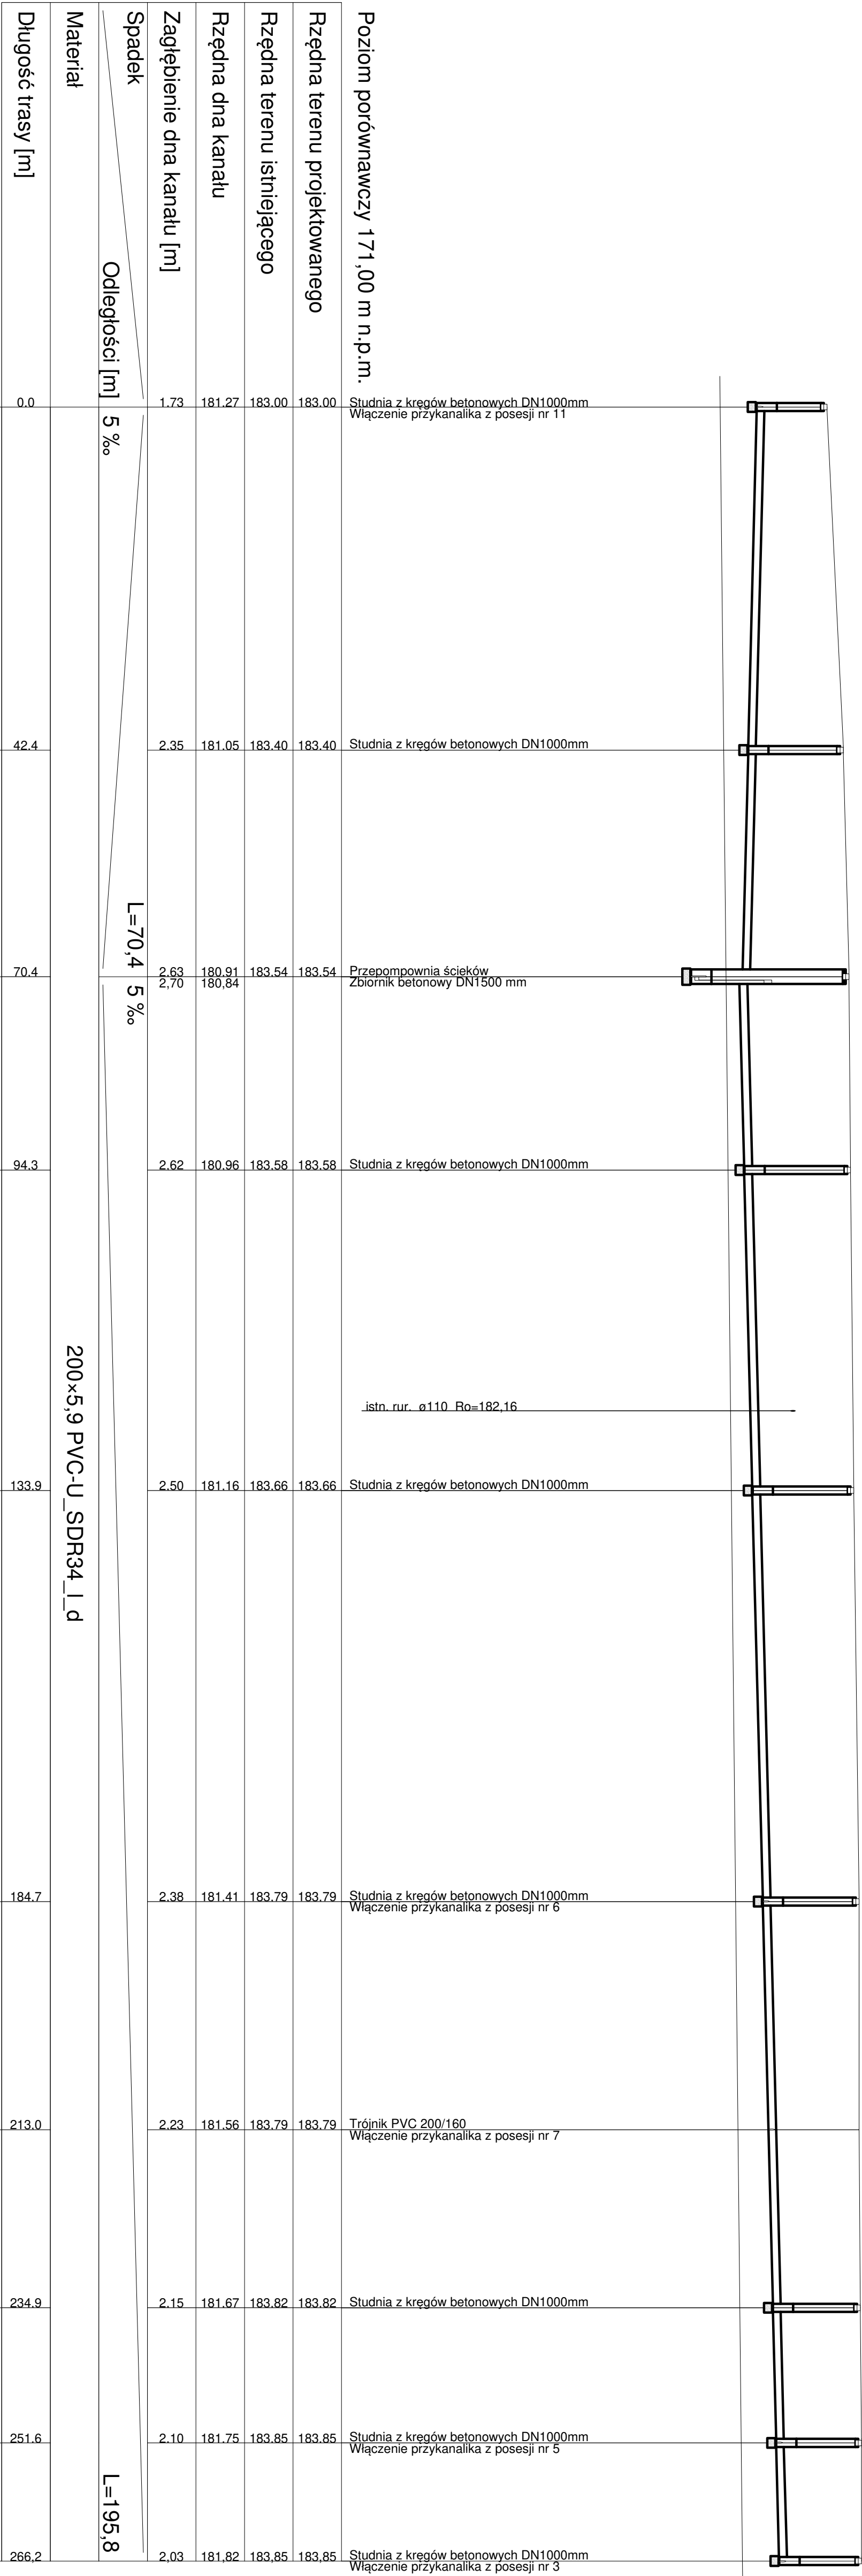 Poziom porównawczy 171,00 m n.p.m.
Rzędna terenu projektowanego
Rzędna terenu istniejącego
Rzędna dna kanału
Zagłębienie dna kanału [m]
Spadek
Odległości [m]
Materiał
Długość trasy [m]
Studnia z kręgów betonowych DN1000mm
Włączenie przykanalika z posesji nr 11
183.00
183.00
181.27
1.73
0.0
5 ‰
Studnia z kręgów betonowych DN1000mm
183.40
183.40
181.05
2.35
42.4
L=70,4
Przepompownia ścieków
Zbiornik betonowy DN1500 mm
183.54
183.54
180.91
180,84
2.63
2,70
70.4
5 ‰
Studnia z kręgów betonowych DN1000mm
183.58
183.58
180.96
2.62
94.3
istn. rur. ø110 Ro=182,16
200×5,9 PVC-U_SDR34_l_d
Studnia z kręgów betonowych DN1000mm
183.66
183.66
181.16
2.50
133.9
Studnia z kręgów betonowych DN1000mm
Włączenie przykanalika z posesji nr 6
183.79
183.79
181.41
2.38
184.7
Trójnik PVC 200/160
Włączenie przykanalika z posesji nr 7
183.79
183.79
181.56
2.23
213.0
Studnia z kręgów betonowych DN1000mm
183.82
183.82
181.67
2.15
234.9
Studnia z kręgów betonowych DN1000mm
Włączenie przykanalika z posesji nr 5
183.85
183.85
181.75
2.10
251.6
L=195,8
Studnia z kręgów betonowych DN1000mm
Włączenie przykanalika z posesji nr 3
183,85
183,85
181,82
2,03
266,2